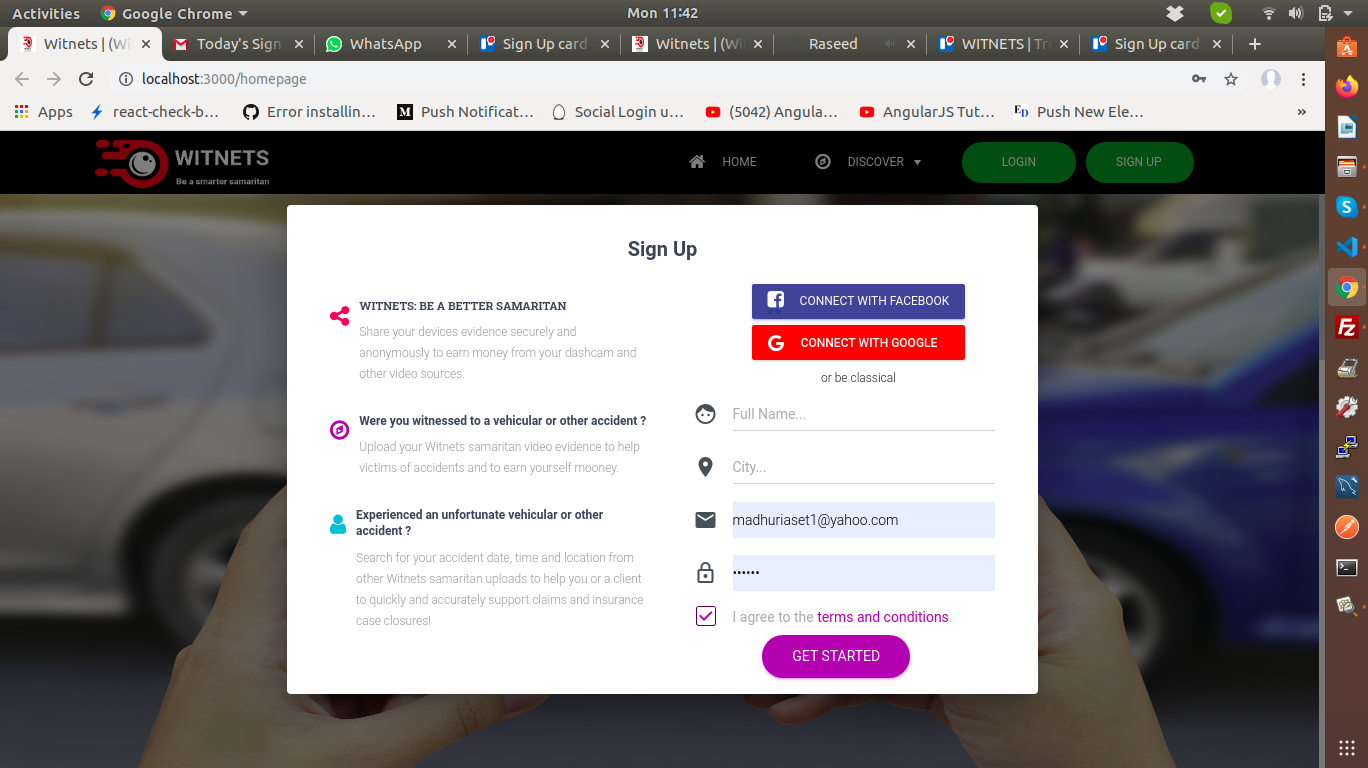 Activities
Google Chrome
Mon 11:42
Witnets | (Wi
Today's Sign
WhatsApp
Sign Up card
Witnets | (Wi
Raseed
WITNETS | Tr
Sign Up card
localhost:3000/homepage
Apps
react-check-b...
Error installin...
Push Notificat...
Social Login u...
(5042) Angula...
AngularJS Tut...
ED
Push New Ele...
»
WITNETS
Be a smarter samaritan
HOME
DISCOVER
LOGIN
SIGN UP
Sign Up
WITNETS: BE A BETTER SAMARITAN
Share your devices evidence securely and
anonymously to earn money from your dashcam and
other video sources.
Were you witnessed to a vehicular or other accident ?
Upload your Witnets samaritan video evidence to help
victims of accidents and to earn yourself mooney.
Experienced an unfortunate vehicular or other
accident ?
Search for your accident date, time and location from
other Witnets samaritan uploads to help you or a client
to quickly and accurately support claims and insurance
case closures!
CONNECT WITH FACEBOOK
CONNECT WITH GOOGLE
or be classical
Full Name...
City...
madhuriaset1@yahoo.com
••••••
I agree to the terms and conditions.
GET STARTED